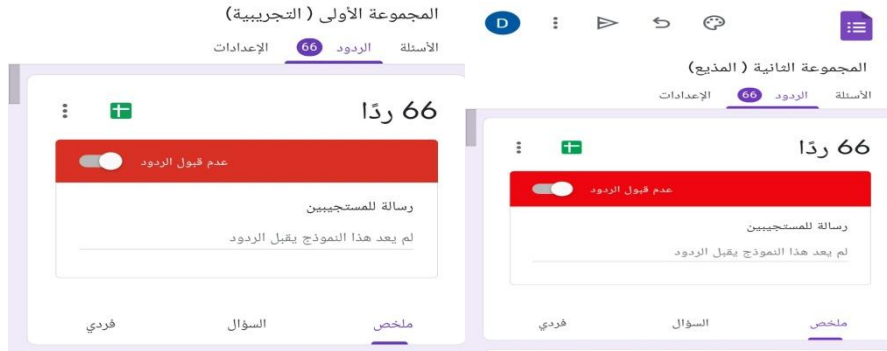 المجموعة الثانية ( المذيع)
الأسئلة الردود 66 الإعدادات
66 ردًا
عدم قبول الردود
رسالة للمستجيبين
لم يعد هذا النموذج يقبل الردود
ملخص السؤال فردي
D
المجموعة الأولى ( التجريبية)
الأسئلة الردود 66 الإعدادات
66 ردًا
عدم قبول الردود
رسالة للمستجيبين
لم يعد هذا النموذج يقبل الردود
ملخص السؤال فردي